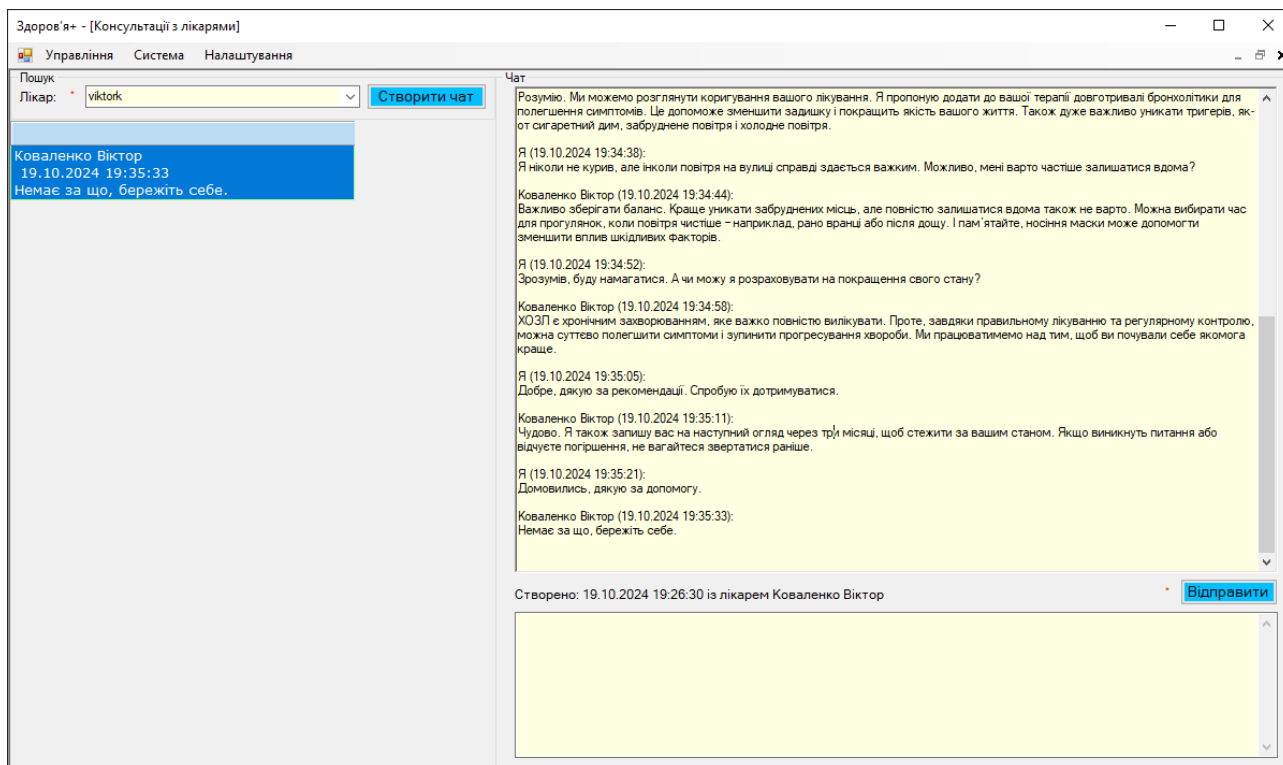 Здоров'я+ - [Консультації з лікарями]
Управління Система Налаштування
Пошук
Лікар: * viktork Створити чат
Коваленко Віктор
19.10.2024 19:35:33
Немає за що, бережіть себе.
Чат
Розумію. Ми можемо розглянути коригування вашого лікування. Я пропоную додати до вашої терапії довготривалі бронхолітики для
полегшення симптомів. Це допоможе зменшити задишку і покращить якість вашого життя. Також дуже важливо уникати тригерів, як-
от сигаретний дим, забруднене повітря і холодне повітря.
Я (19.10.2024 19:34:38):
Я ніколи не курив, але інколи повітря на вулиці справді здається важким. Можливо, мені варто частіше залишатися вдома?
Коваленко Віктор (19.10.2024 19:34:44):
Важливо зберігати баланс. Краще уникати забруднених місць, але повністю залишатися вдома також не варто. Можна вибирати час
для прогулянок, коли повітря чистіше – наприклад, рано вранці або після дощу. І пам'ятайте, носіння маски може допомогти
зменшити вплив шкідливих факторів.
Я (19.10.2024 19:34:52):
Зрозумів, буду намагатися. А чи можу я розраховувати на покращення свого стану?
Коваленко Віктор (19.10.2024 19:34:58):
ХОЗП є хронічним захворюванням, яке важко повністю вилікувати. Проте, завдяки правильному лікуванню та регулярному контролю,
можна суттєво полегшити симптоми і зупинити прогресування хвороби. Ми працюватимемо над тим, щоб ви почували себе якомога
краще.
Я (19.10.2024 19:35:05):
Добре, дякую за рекомендації. Спробую їх дотримуватися.
Коваленко Віктор (19.10.2024 19:35:11):
Чудово. Я також запишу вас на наступний огляд через три місяці, щоб стежити за вашим станом. Якщо виникнуть питання або
відчуєте погіршення, не вагайтеся звертатися раніше.
Я (19.10.2024 19:35:21):
Домовились, дякую за допомогу.
Коваленко Віктор (19.10.2024 19:35:33):
Немає за що, бережіть себе.
Створено: 19.10.2024 19:26:30 із лікарем Коваленко Віктор * Відправити